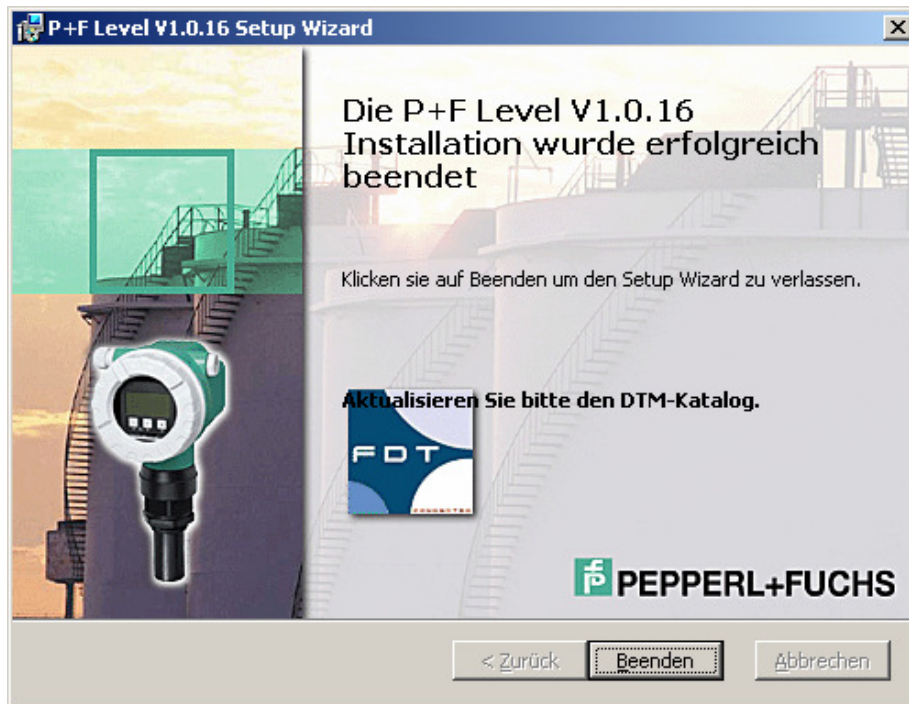 P+F Level V1.0.16 Setup Wizard
Die P+F Level V1.0.16
Installation wurde erfolgreich
beendet
Klicken sie auf Beenden um den Setup Wizard zu verlassen.
Aktualisieren Sie bitte den DTM-Katalog.
FDT
PEPPERL+FUCHS
< Zurück
Beenden
Abbrechen